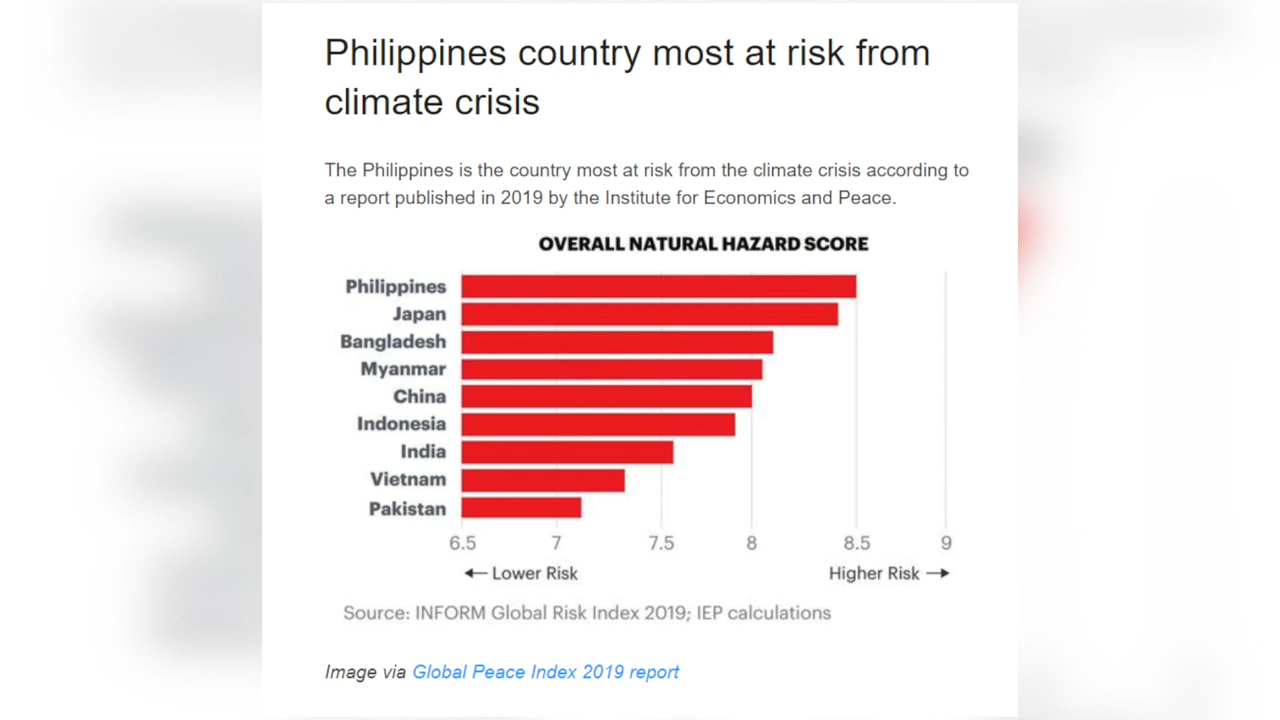 Philippines country most at risk from
climate crisis
The Philippines is the country most at risk from the climate crisis according to
a report published in 2019 by the Institute for Economics and Peace.
OVERALL NATURAL HAZARD SCORE
Philippines
Japan
Bangladesh
Myanmar
China
Indonesia
India
Vietnam
Pakistan
6.5 7 7.5 8 8.5 9
← Lower Risk Higher Risk →
Source: INFORM Global Risk Index 2019; IEP calculations
Image via Global Peace Index 2019 report